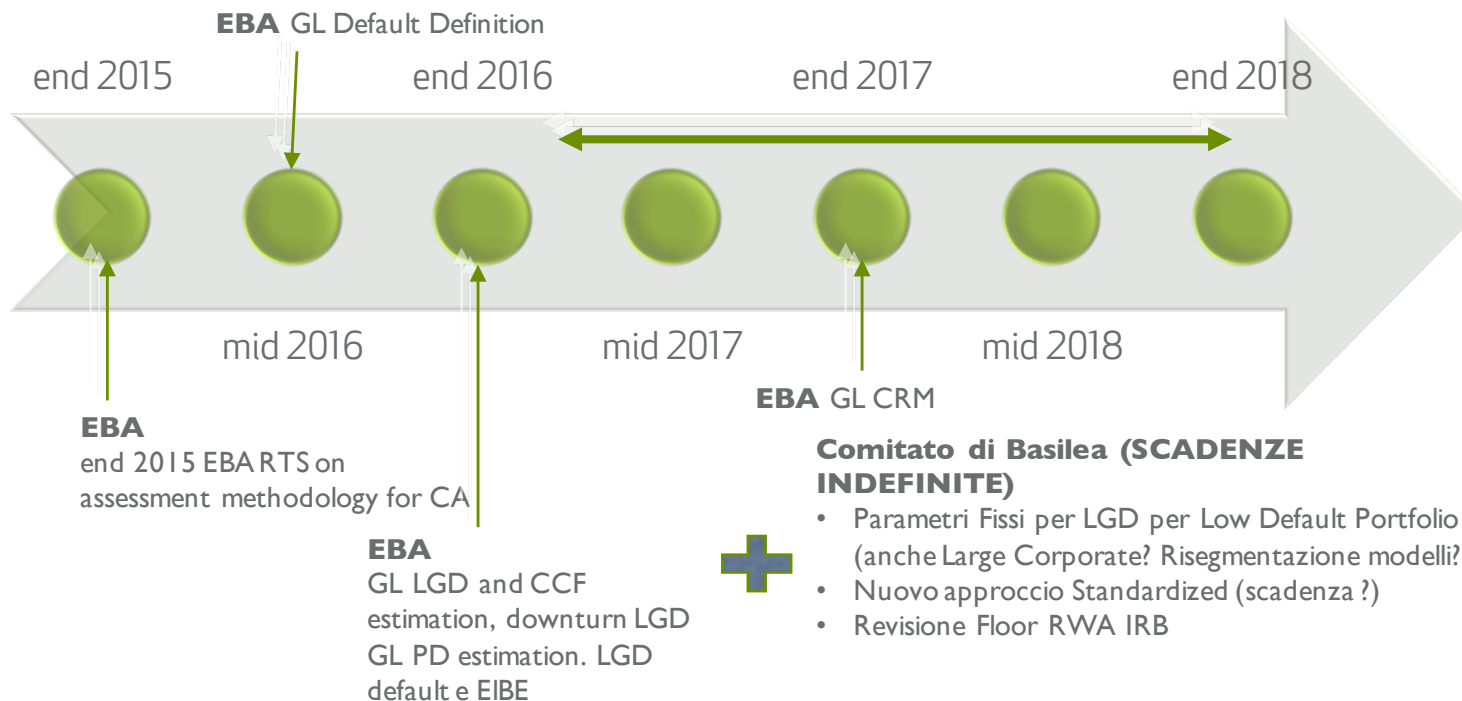 EBA GL Default Definition
end 2015
end 2016
end 2017
end 2018
mid 2016
mid 2017
mid 2018
EBA
end 2015 EBA RTS on
assessment methodology for CA
EBA
GL LGD and CCF
estimation, downturn LGD
GL PD estimation. LGD
default e ElBE
EBA GL CRM
Comitato di Basilea (SCADENZE
INDEFINITE)
• Parametri Fissi per LGD per Low Default Portfolio
(anche Large Corporate? Risegmentazione modelli?
• Nuovo approccio Standardized (scadenza ?)
• Revisione Floor RWA IRB